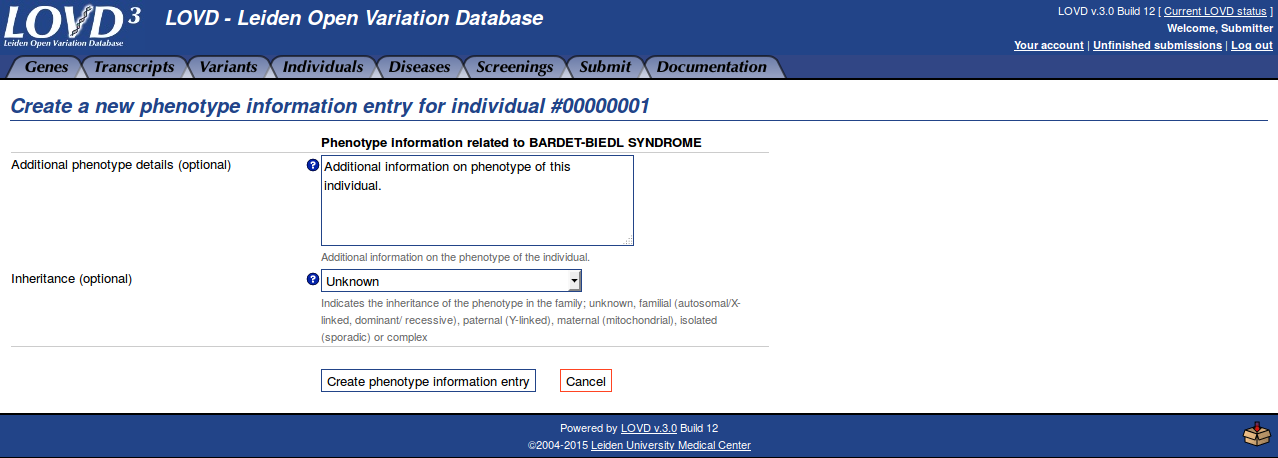 LOVD 3
Leiden Open Variation Database
LOVD - Leiden Open Variation Database
LOVD v.3.0 Build 12 [ Current LOVD status ]
Welcome, Submitter
Your account | Unfinished submissions | Log out
Genes Transcripts Variants Individuals Diseases Screenings Submit Documentation
Create a new phenotype information entry for individual #00000001
Phenotype information related to BARDET-BIEDL SYNDROME
Additional phenotype details (optional) ? Additional information on phenotype of this
individual.
Additional information on the phenotype of the individual.
Inheritance (optional) ? Unknown
Indicates the inheritance of the phenotype in the family; unknown, familial (autosomal/X-
linked, dominant/ recessive), paternal (Y-linked), maternal (mitochondrial), isolated
(sporadic) or complex
Create phenotype information entry Cancel
Powered by LOVD v.3.0 Build 12
©2004-2015 Leiden University Medical Center